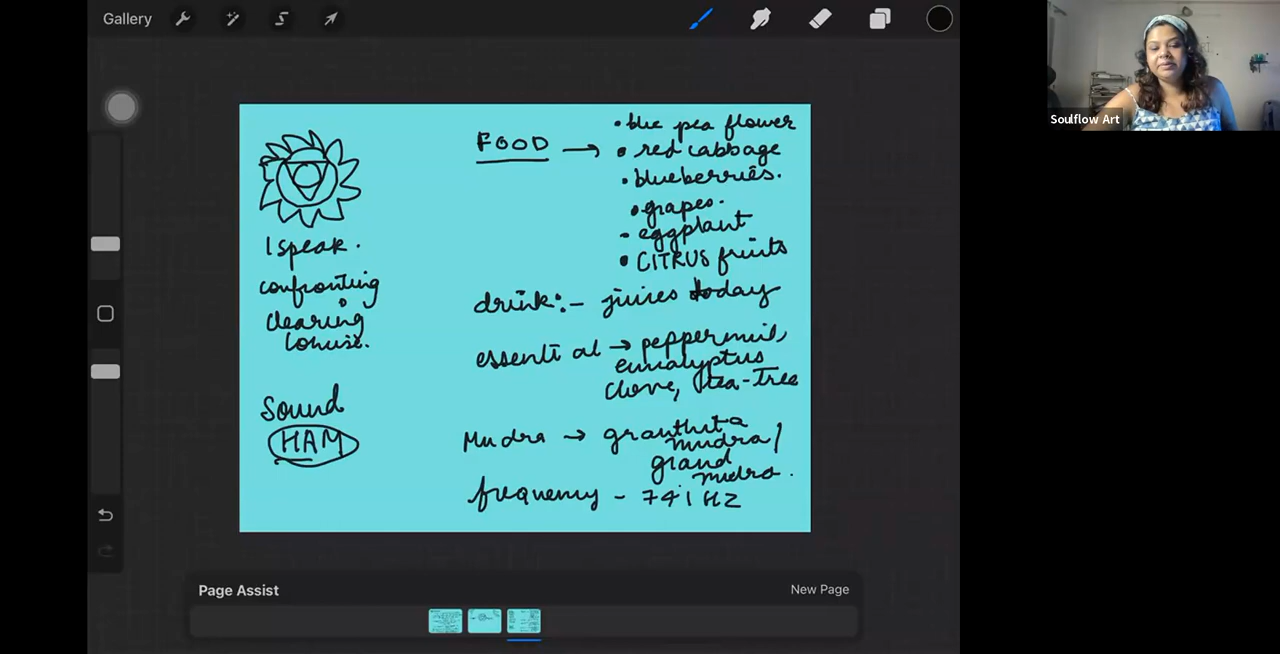 Gallery
Soulflow Art
FOOD →
• blue pea flower
• red cabbage
• blueberries.
• grapes.
- eggplant
• CITRUS fruits
I speak.
confronting
clearing
drink:- juices today
essential → peppermint,
eucalyptus
clove, tea-tree
Sound
HAM
Mudra → granthita
mudra/
grand
mudra.
frequency - 741 HZ
Page Assist
New Page